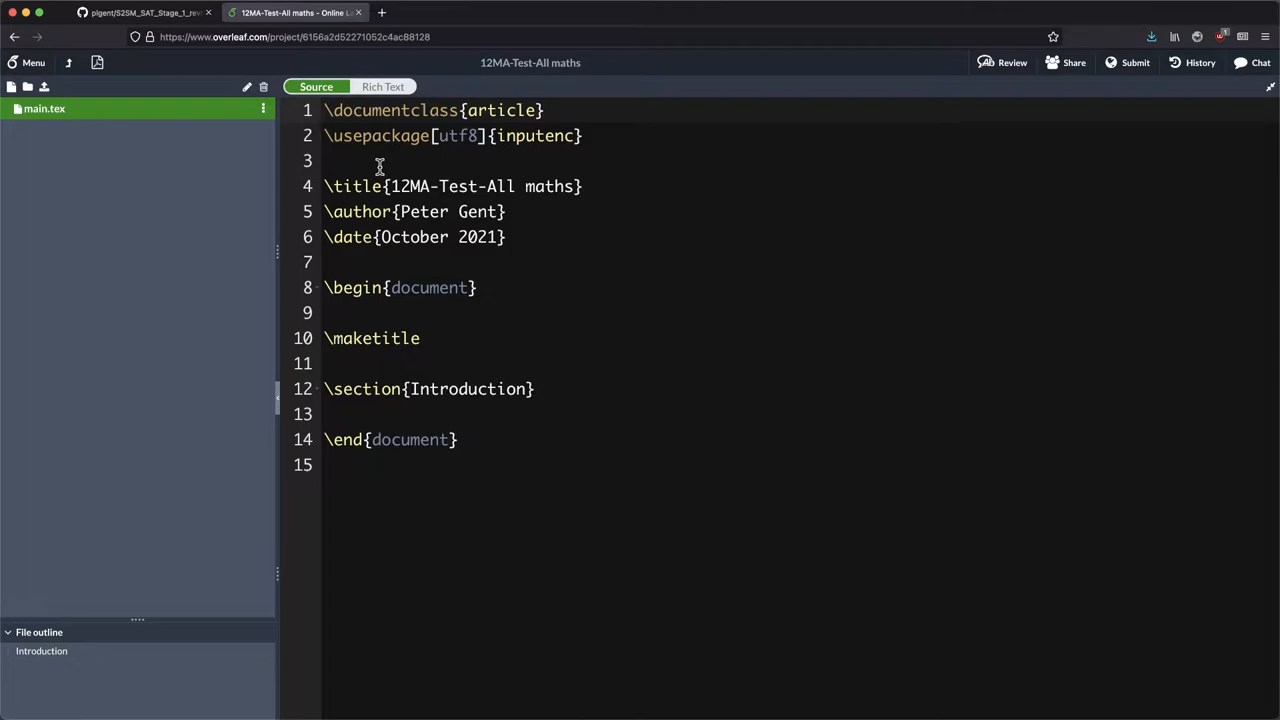 plgent/S2SM_SAT_Stage_1_rev
12MA-Test-All maths - Online L
https://www.overleaf.com/project/6156a2d52271052c4ac88128
1
Menu
12MA-Test-All maths
Review
Share
Submit
History
Chat
Source
Rich Text
main.tex
1 \documentclass{article}
2 \usepackage[utf8]{inputenc}
3
4 \title{12MA-Test-All maths}
5 \author{Peter Gent}
6 \date{October 2021}
7
8 \begin{document}
9
10 \maketitle
11
12 \section{Introduction}
13
14 \end{document}
15
File outline
Introduction